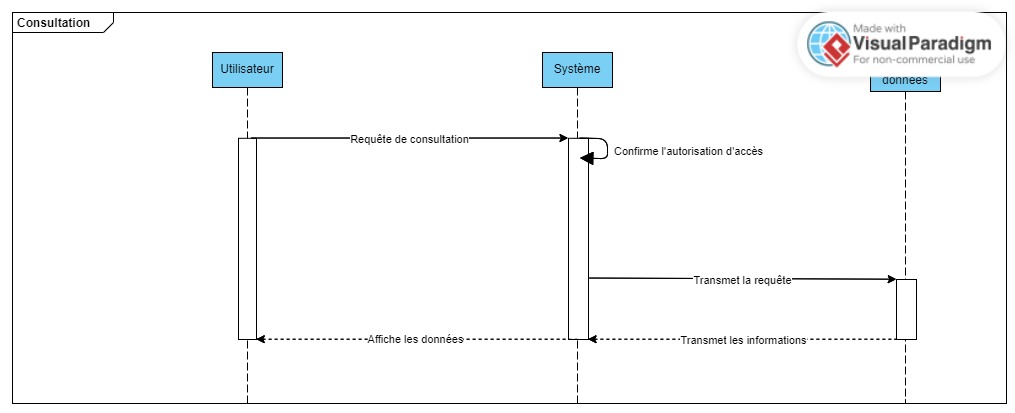 Consultation
Made with
Visual Paradigm
For non-commercial use
Utilisateur
Système
données
Requête de consultation
Confirme l'autorisation d'accès
Transmet la requête
Affiche les données
Transmet les informations